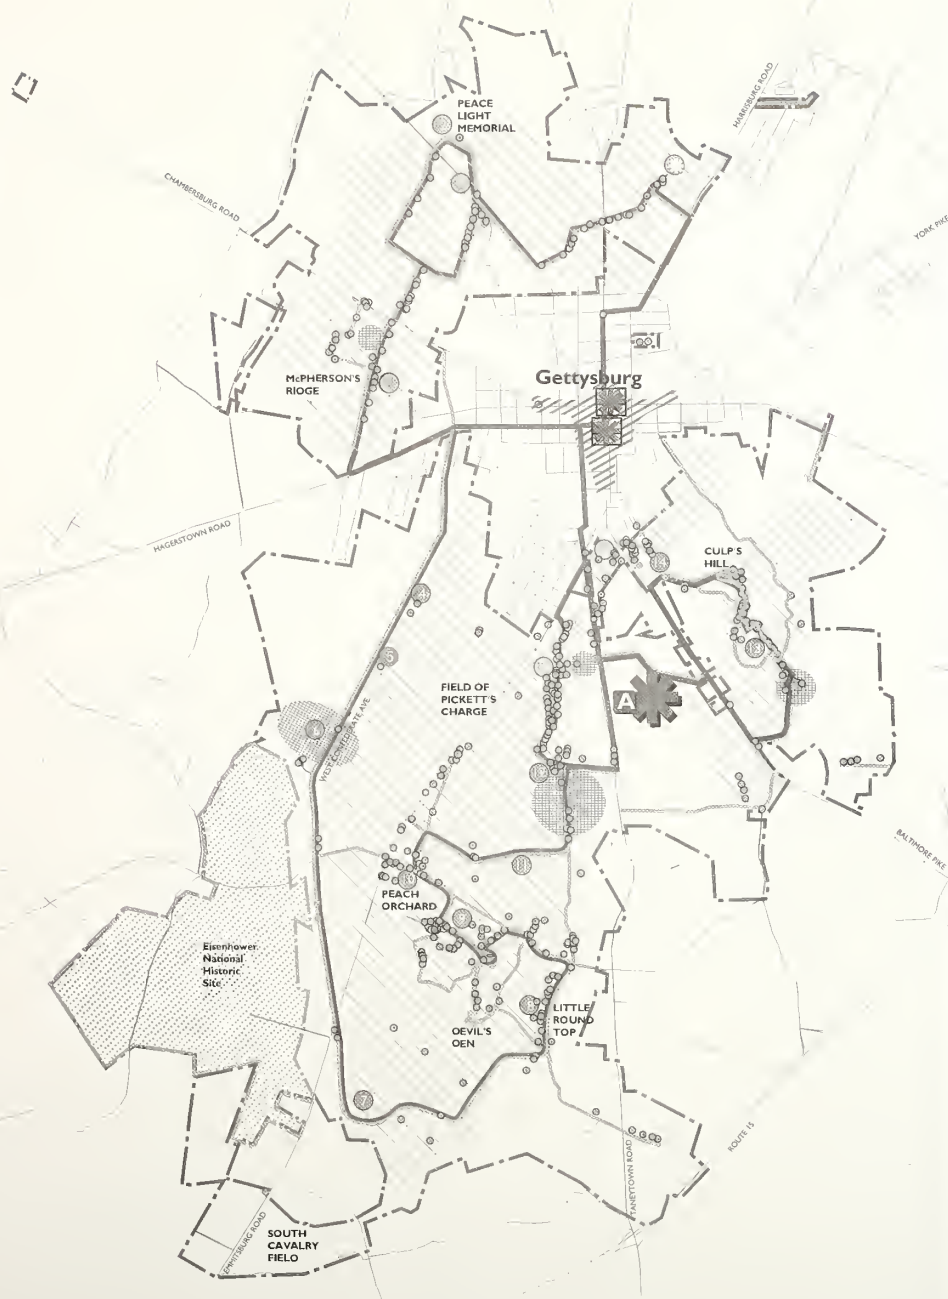 PEACE
LIGHT
MEMORIAL
HARRISBURG ROAD
CHAMBERSBURG ROAD
YORK PIKE
McPHERSON'S
RIOGE
Gettysburg
HAGERSTOWN ROAD
CULP'S
HILL
FIELD OF
PICKETT'S
CHARGE
A
WEST CONFEDERATE AVE
BALTIMORE PIKE
PEACH
ORCHARD
Eisenhower
National
Historic
Site
OEVIL'S
OEN
LITTLE
ROUND
TOP
ROUTE 15
TANEYTOWN ROAD
EMMITSBURG ROAD
SOUTH
CAVALRY
FIELD